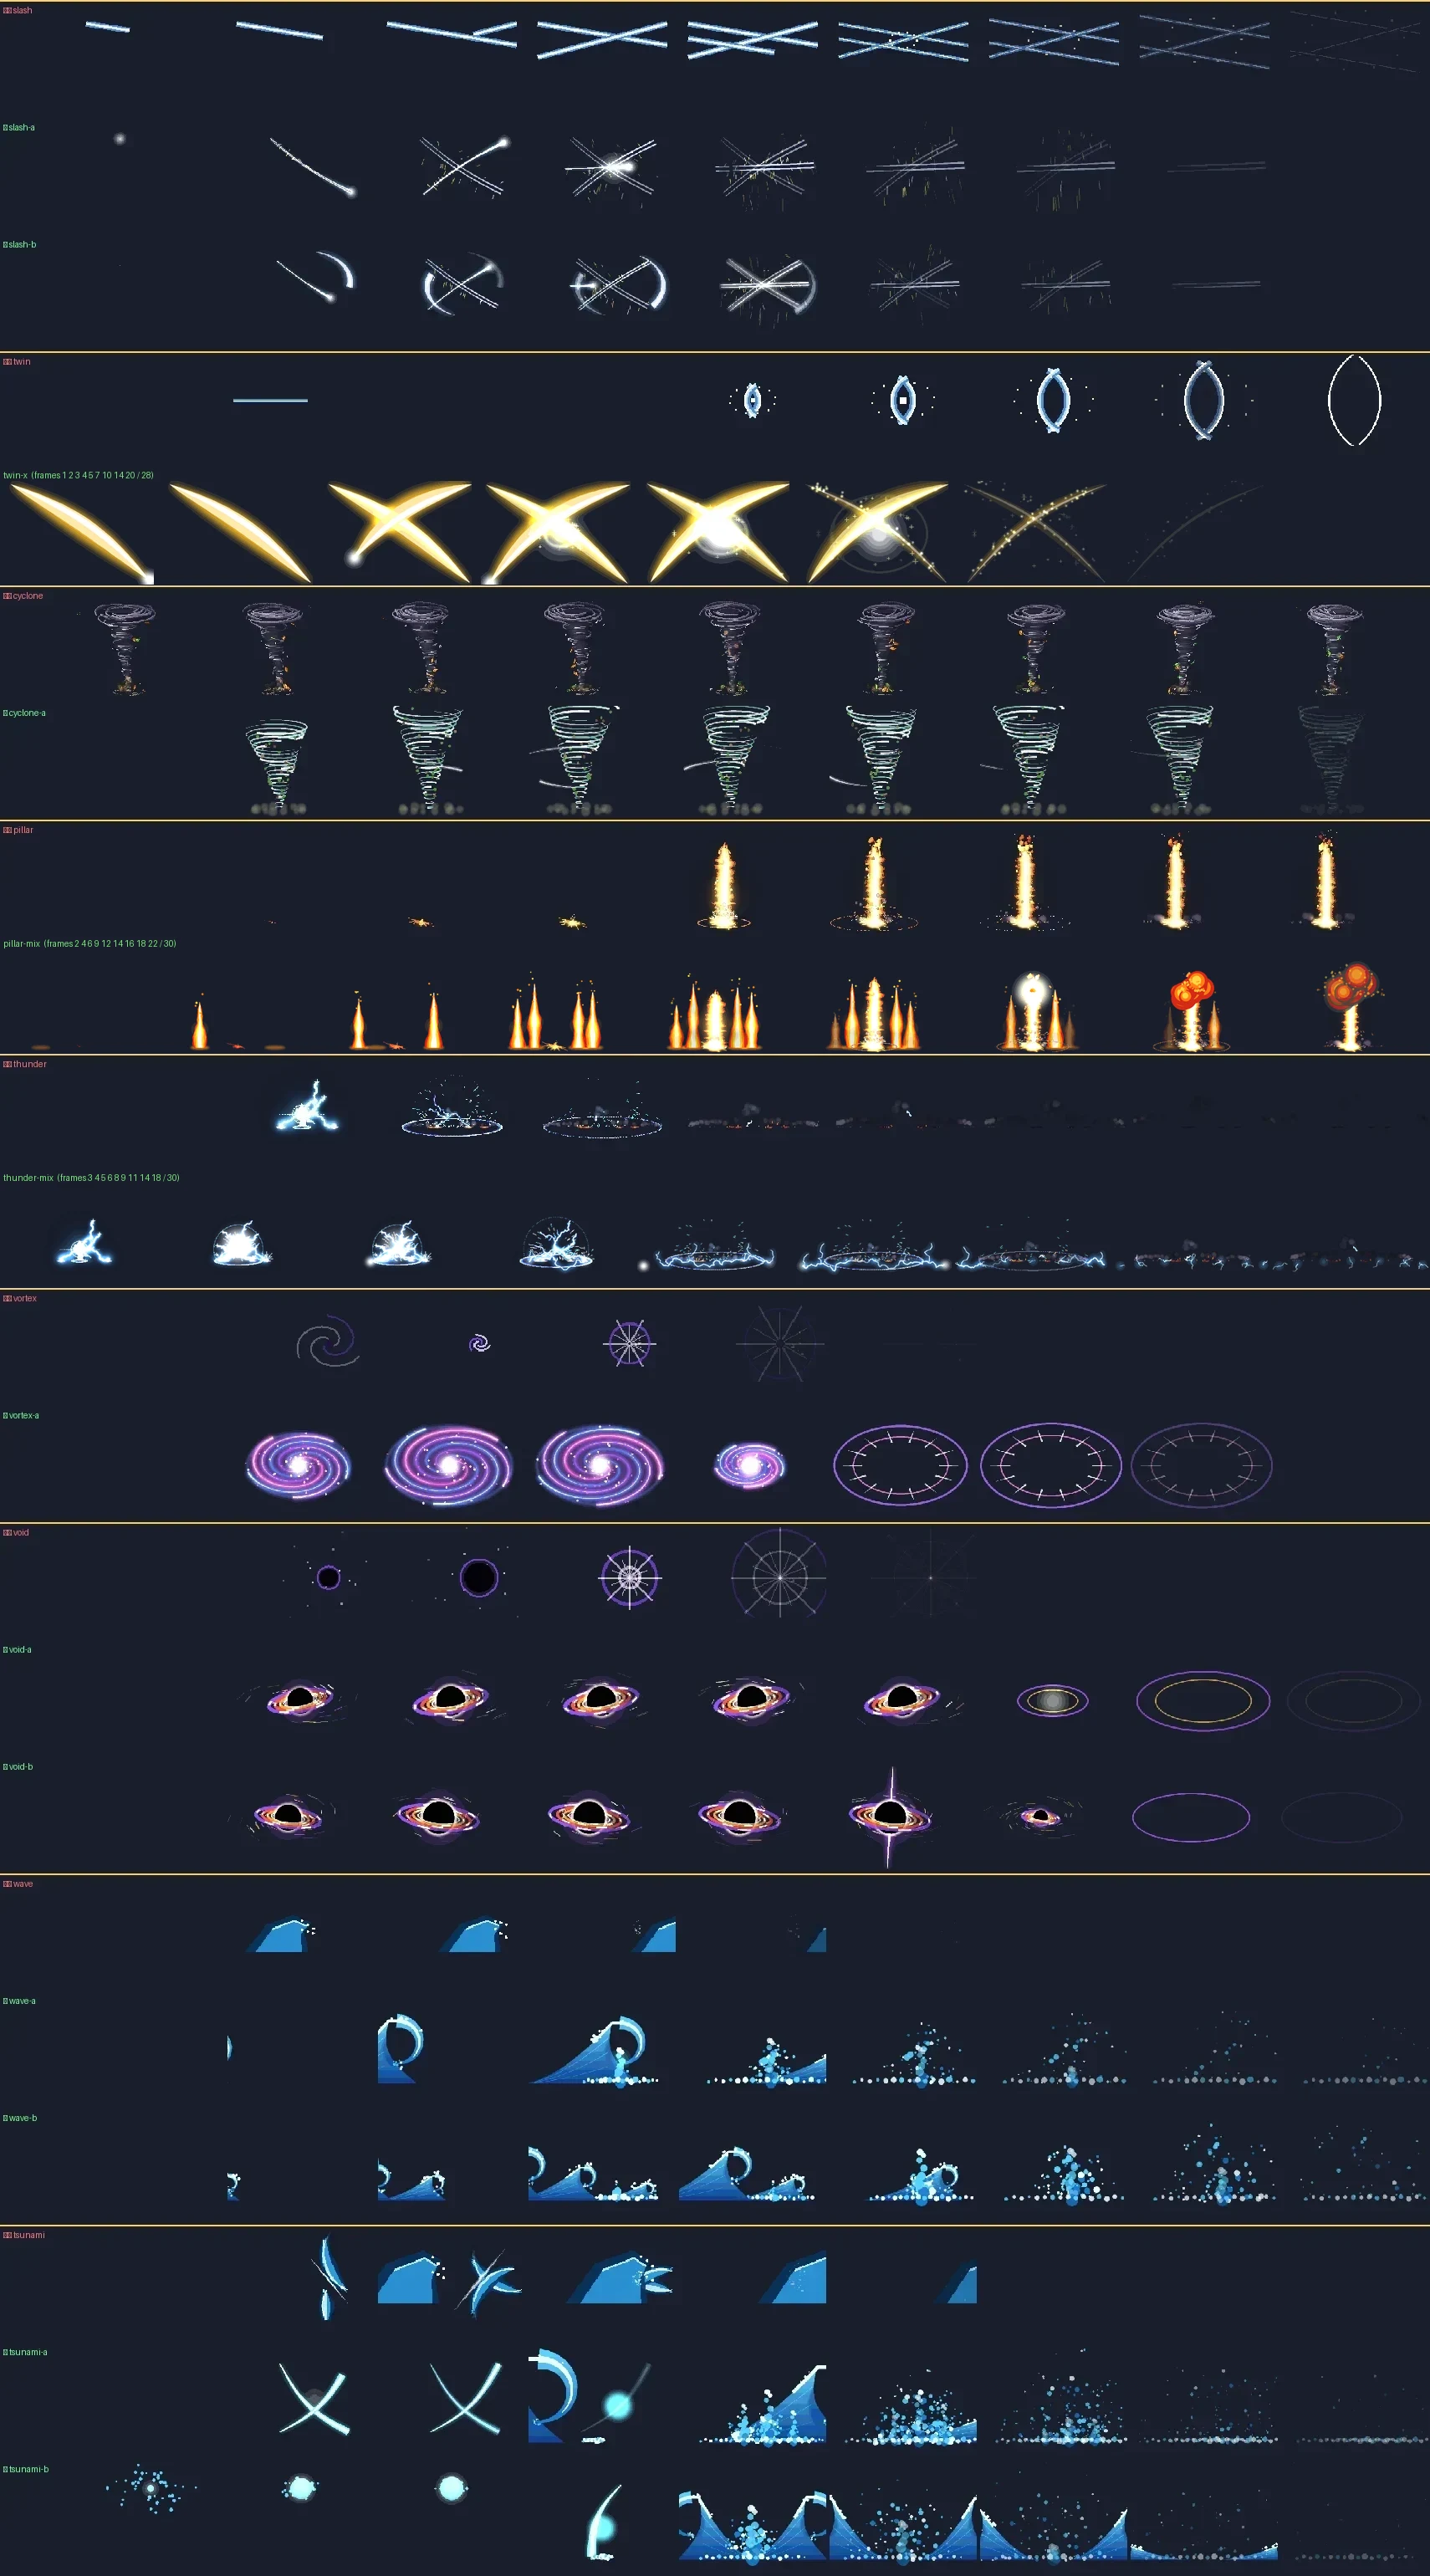 slash
slash-a
slash-b
twin
twin-x (frames 1 2 3 4 5 7 10 14 20 / 28)
cyclone
cyclone-a
pillar
pillar-mix (frames 2 4 6 9 12 14 16 18 22 / 30)
thunder
thunder-mix (frames 3 4 5 6 8 9 11 14 18 / 30)
vortex
vortex-a
void
void-a
void-b
wave
wave-a
wave-b
tsunami
tsunami-a
tsunami-b